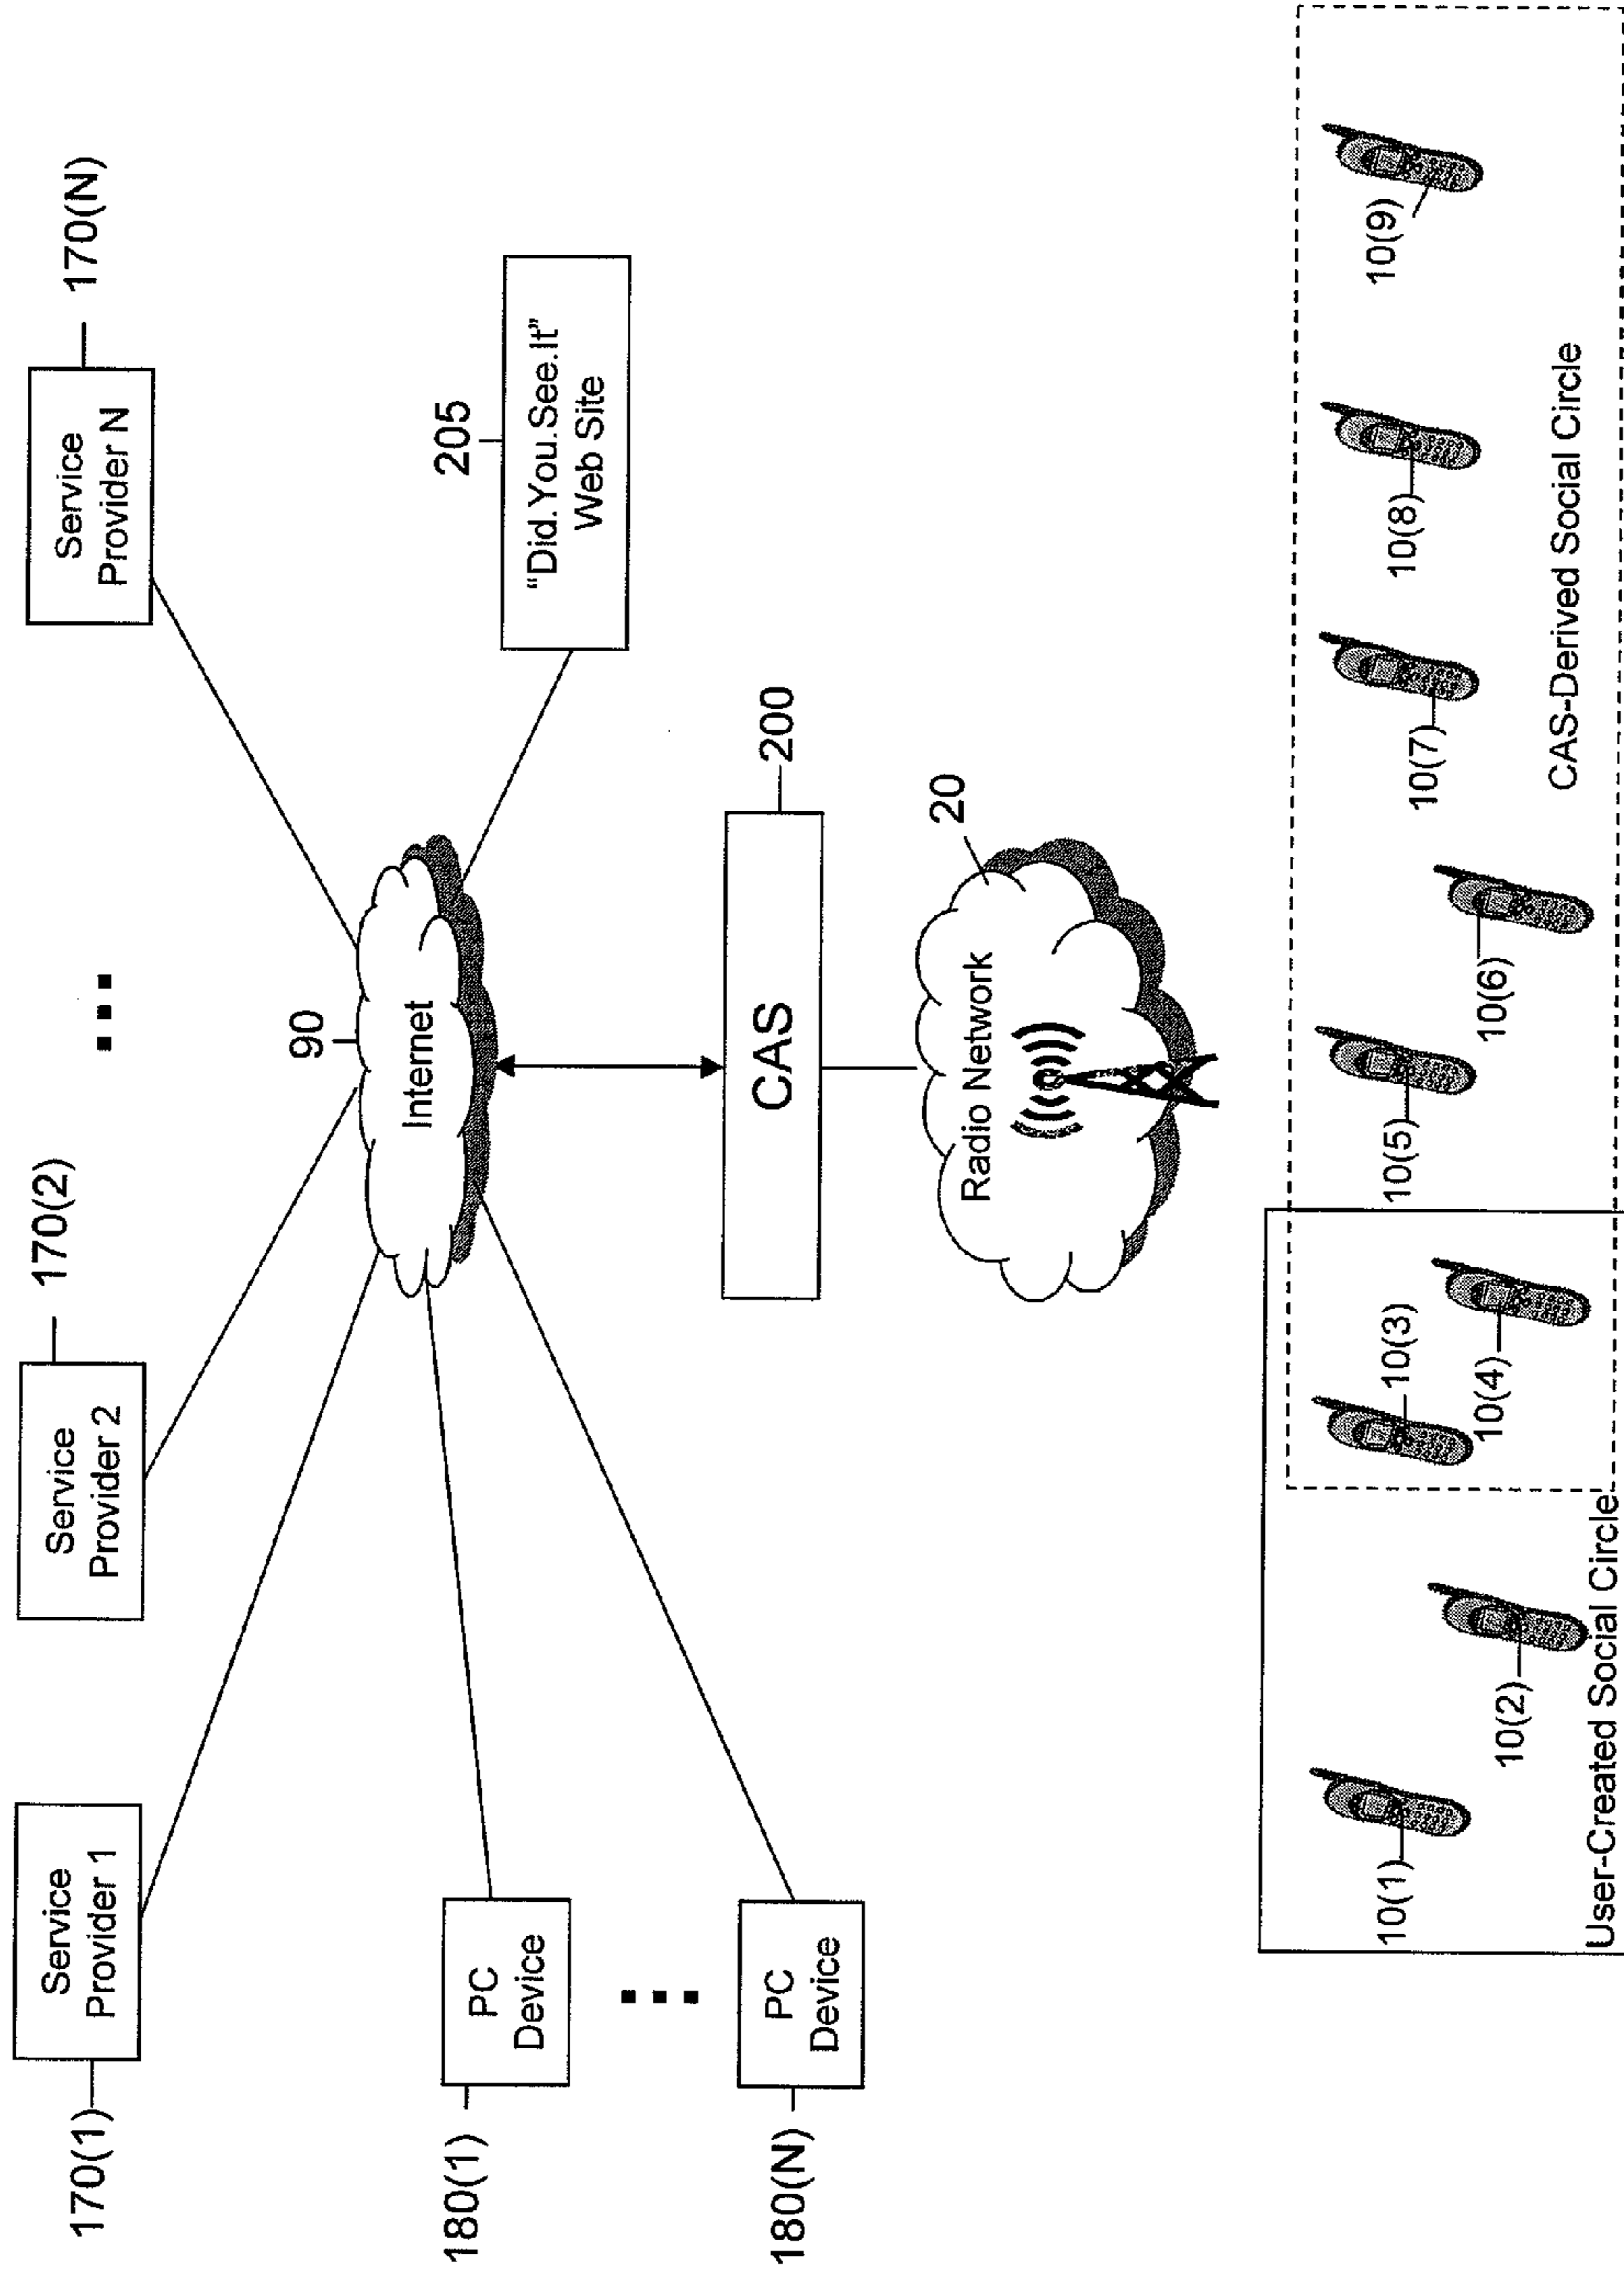 170(1)
Service
Provider 1
170(2)
Service
Provider 2
170(N)
Service
Provider N
90
Internet
205
"Did.You.See.It"
Web Site
180(1)
PC
Device
180(N)
PC
Device
200
CAS
20
Radio Network
10(1)
10(2)
10(3)
10(4)
10(5)
10(6)
10(7)
10(8)
10(9)
User-Created Social Circle
CAS-Derived Social Circle